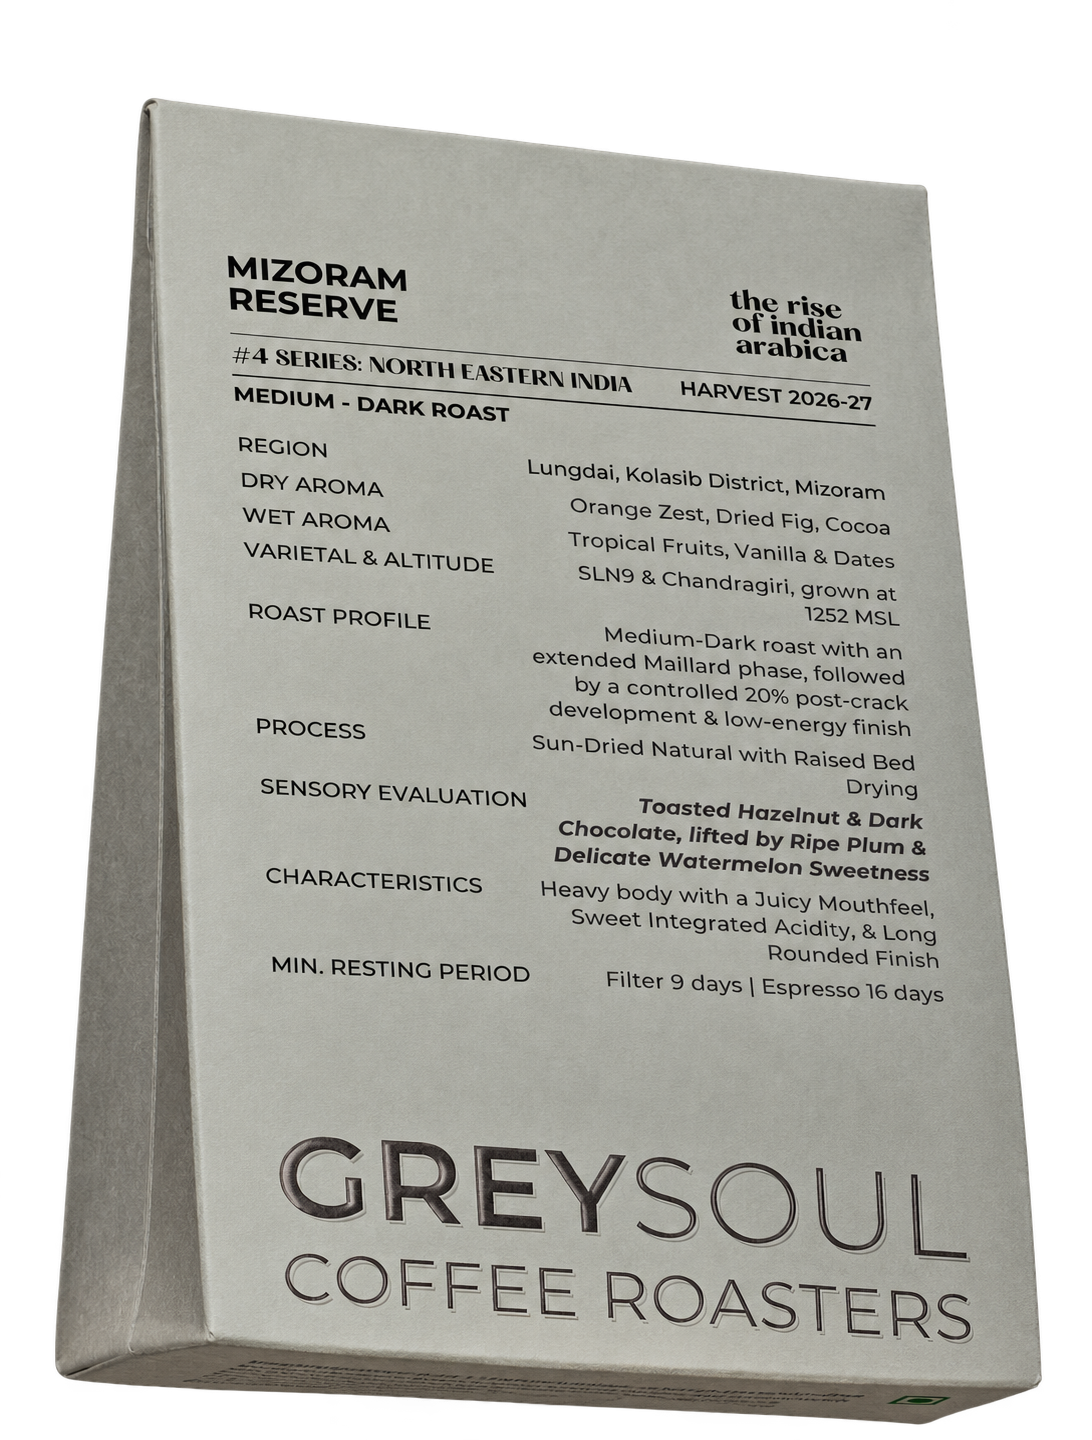 MIZORAM
RESERVE
the rise
of indian
arabica
#4 SERIES: NORTH EASTERN INDIA HARVEST 2026-27
MEDIUM - DARK ROAST
REGION Lungdai, Kolasib District, Mizoram
DRY AROMA Orange Zest, Dried Fig, Cocoa
WET AROMA Tropical Fruits, Vanilla & Dates
VARIETAL & ALTITUDE SLN9 & Chandragiri, grown at
1252 MSL
ROAST PROFILE Medium-Dark roast with an
extended Maillard phase, followed
by a controlled 20% post-crack
development & low-energy finish
PROCESS Sun-Dried Natural with Raised Bed
Drying
SENSORY EVALUATION Toasted Hazelnut & Dark
Chocolate, lifted by Ripe Plum &
Delicate Watermelon Sweetness
CHARACTERISTICS Heavy body with a Juicy Mouthfeel,
Sweet Integrated Acidity, & Long
Rounded Finish
MIN. RESTING PERIOD Filter 9 days | Espresso 16 days
GREYSOUL
COFFEE ROASTERS